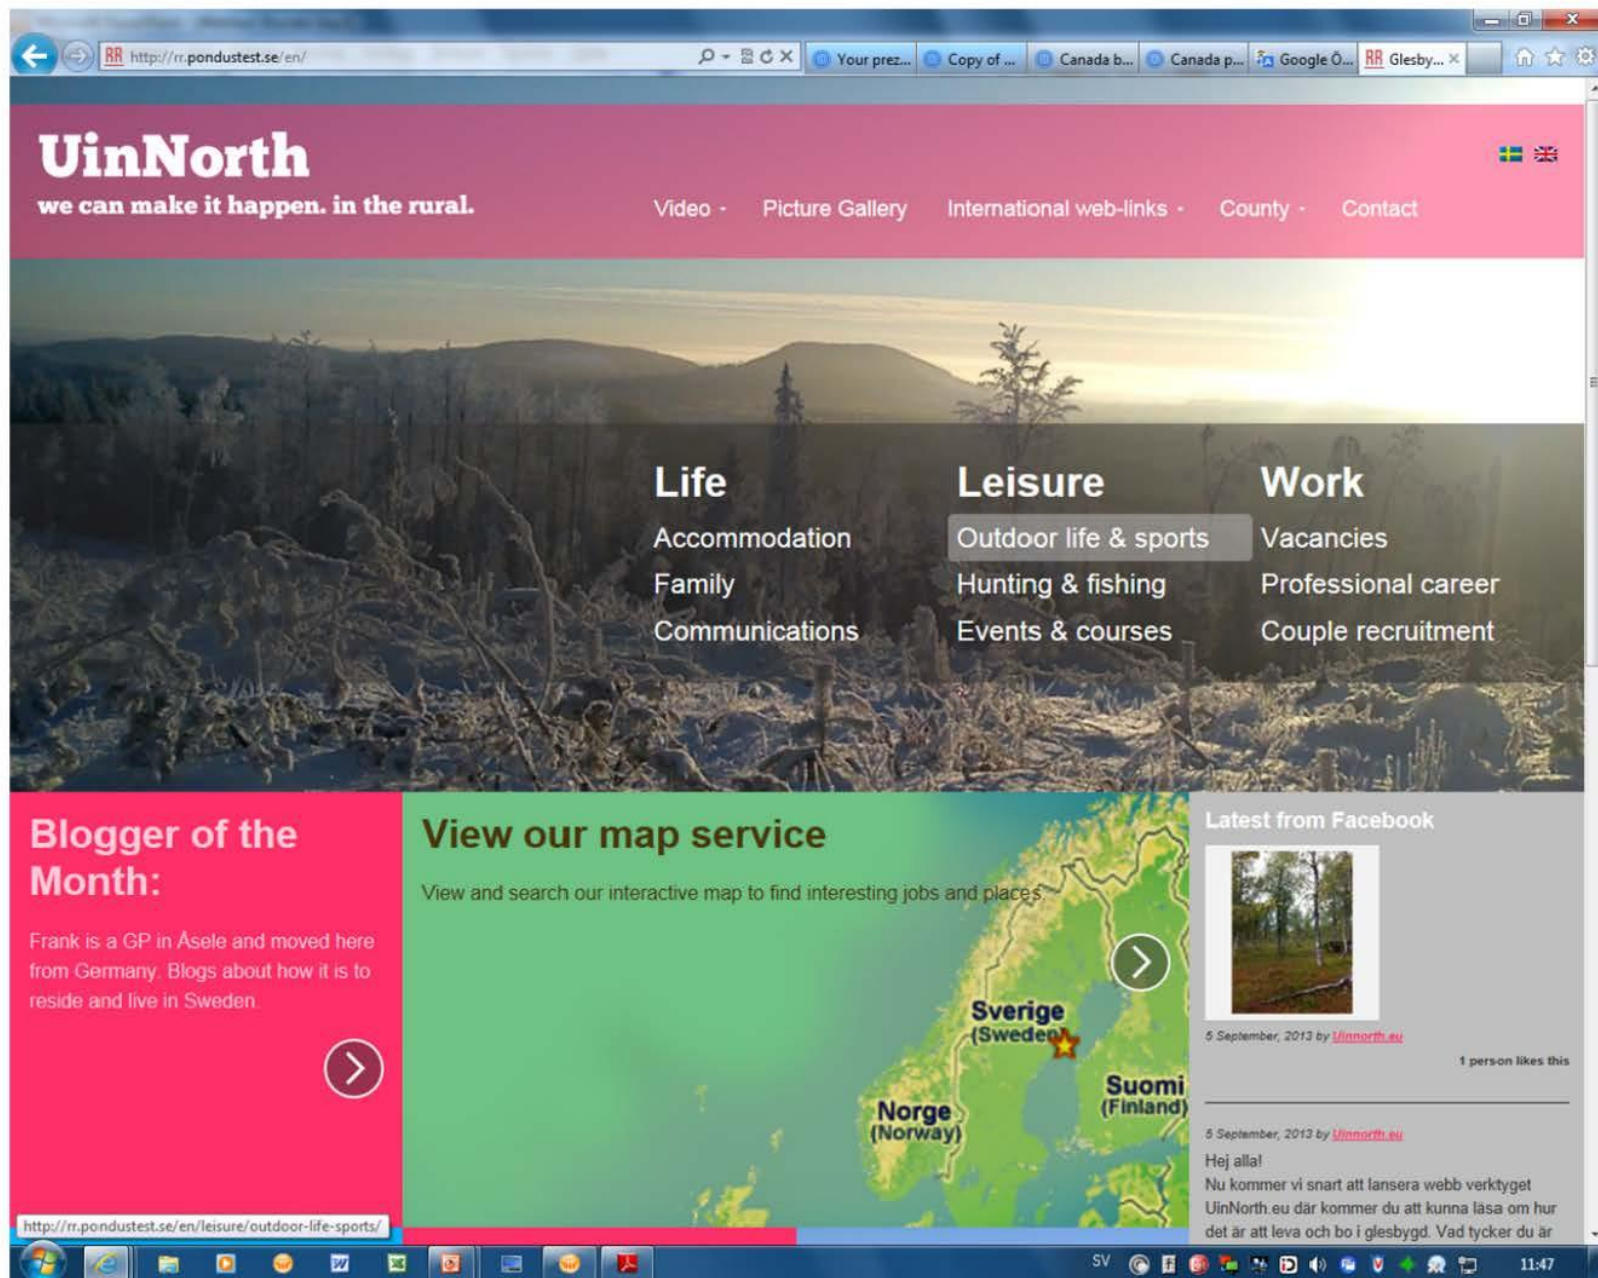 http://rr.pondustest.se/en/
Your prez...
Copy of ...
Canada b...
Canada p...
Google Ö...
RR Glesby...
UinNorth
we can make it happen. in the rural.
Video
Picture Gallery
International web-links
County
Contact
Life
Leisure
Work
Accommodation
Outdoor life & sports
Vacancies
Family
Hunting & fishing
Professional career
Communications
Events & courses
Couple recruitment
Blogger of the
Month:
Frank is a GP in Åsele and moved here
from Germany. Blogs about how it is to
reside and live in Sweden.
View our map service
View and search our interactive map to find interesting jobs and places.
Sverige
(Sweden)
Suomi
(Finland)
Norge
(Norway)
Latest from Facebook
5 September, 2013 by Uinnorth.eu
1 person likes this
5 September, 2013 by Uinnorth.eu
Hej alla!
Nu kommer vi snart att lansera webb verktyget
UinNorth.eu där kommer du att kunna läsa om hur
det är att leva och bo i glesbygd. Vad tycker du är
http://rr.pondustest.se/en/leisure/outdoor-life-sports/
SV
11:47